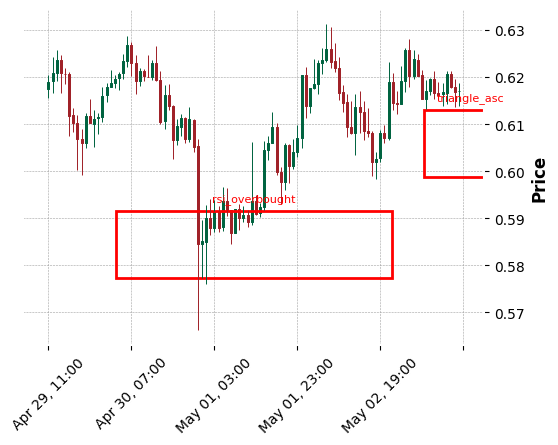 0.63
0.62
triangle_asc
0.61
0.60
rsi_overbought
0.59
0.58
0.57
Price
Apr 29, 11:00
Apr 30, 07:00
May 01, 03:00
May 01, 23:00
May 02, 19:00